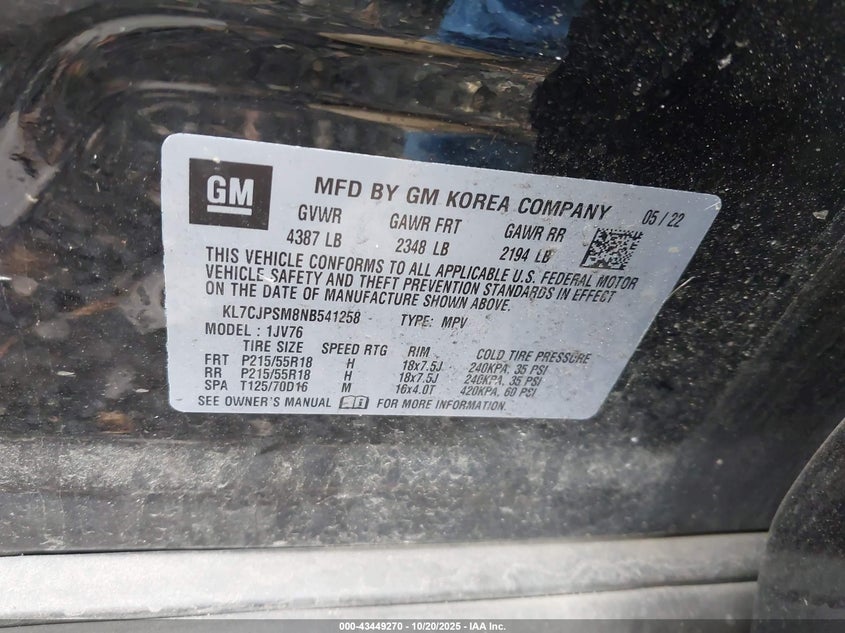 GM MFD BY GM KOREA COMPANY 05/22
GVWR GAWR FRT GAWR RR
4387 LB 2348 LB 2194 LB
THIS VEHICLE CONFORMS TO ALL APPLICABLE U.S. FEDERAL MOTOR
VEHICLE SAFETY AND THEFT PREVENTION STANDARDS IN EFFECT
ON THE DATE OF MANUFACTURE SHOWN ABOVE.
KL7CJPSM8NB541258 TYPE: MPV
MODEL: 1JV76
TIRE SIZE SPEED RTG RIM COLD TIRE PRESSURE
FRT P215/55R18 H 18x7.5J 240KPA, 35 PSI
RR P215/55R18 H 18x7.5J 240KPA, 35 PSI
SPA T125/70D16 M 16x4.0T 420KPA, 60 PSI
SEE OWNER'S MANUAL FOR MORE INFORMATION.
000-43449270 - 10/20/2025 - IAA Inc.